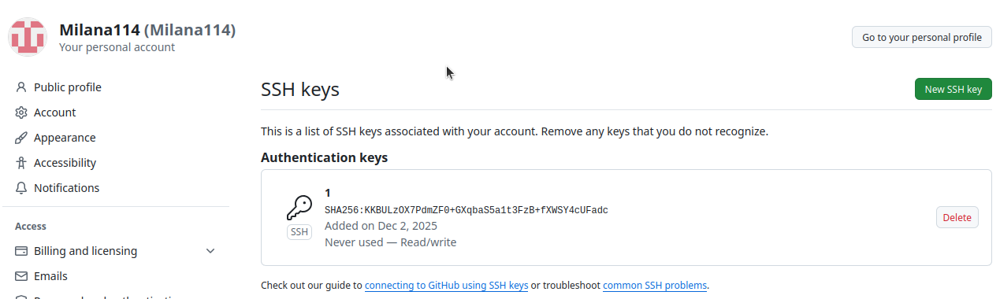 Milana114 (Milana114)
Your personal account
Go to your personal profile
Public profile
Account
Appearance
Accessibility
Notifications
Access
Billing and licensing
Emails
SSH keys
New SSH key
This is a list of SSH keys associated with your account. Remove any keys that you do not recognize.
Authentication keys
1
SHA256:KKBULzOX7PdmZF0+GXqbaS5a1t3FzB+fXWSY4cUFadc
Added on Dec 2, 2025
Never used — Read/write
SSH
Delete
Check out our guide to connecting to GitHub using SSH keys or troubleshoot common SSH problems.